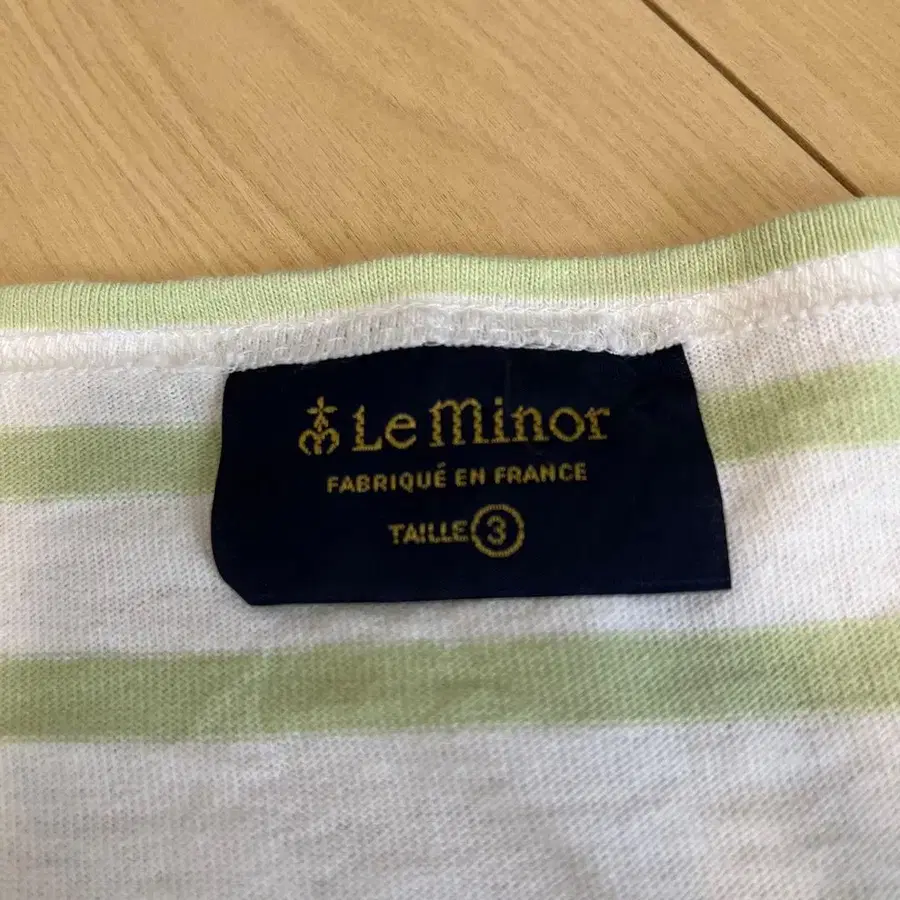 Le Minor
FABRIQUÉ EN FRANCE
TAILLE 3